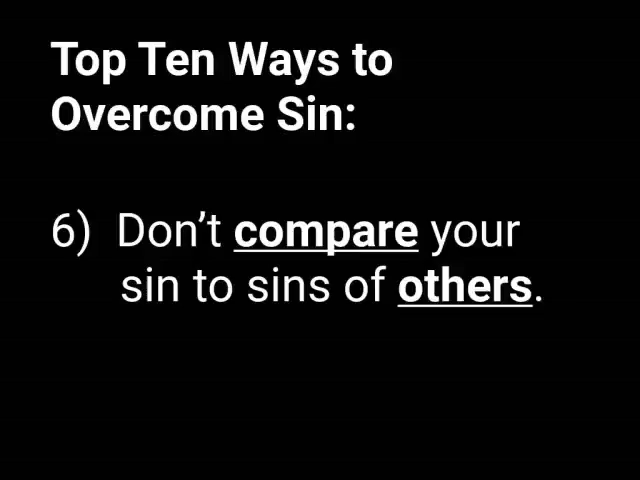 Top Ten Ways to
Overcome Sin:
6) Don’t compare your
sin to sins of others.